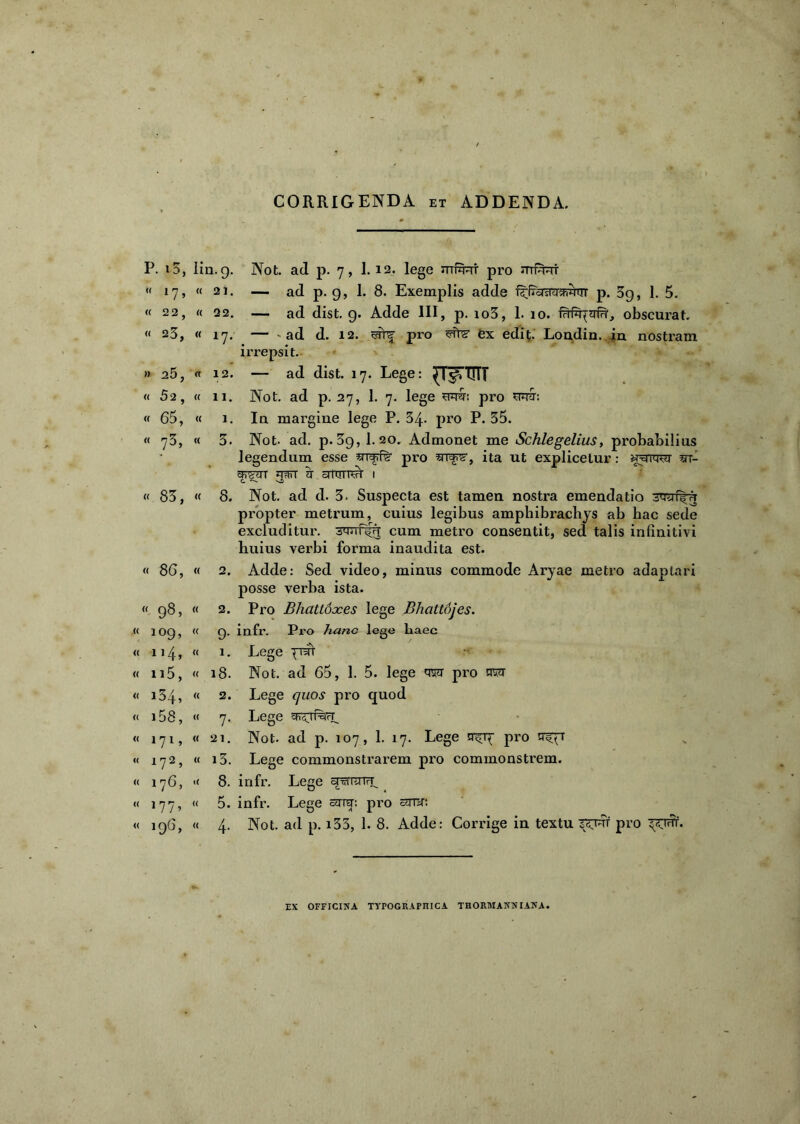 CORRIGENDA ET ADDENDA.
P. 13, lin. 9. Not. ad p. 7, l. 12. lege pro
« 17, « 21. — ad p. 9, l. 8. Exemplis adde p. 39, l. 5.
« 22, « 22. — ad dist. 9. Adde III, p. 103, l. 10. obscurat.
« 23, « 17. — ad d. 12. pro ex edit. Londin. in nostram
irrepsit.
» 25, « 12. — ad dist. 17. Lege:
« 52, « 11. Not. ad p. 27, l. 7. lege pro
« 65, « 1. In margine lege P. 34. pro P. 35.
« 73, « 3. Not. ad. p. 39, l. 20. Admonet me Schlegelius, probabilius
legendum esse pro , ita ut explicetur:
« 83, « 8. Not. ad d. 3. Suspecta est tamen nostra emendatio
propter metrum, cuius legibus amphibrachys ab hac sede
excluditur. cum metro consentit, sed talis infinitivi
huius verbi forma inaudita est.
« 86, « 2. Adde: Sed video, minus commode Aryae metro adaptari
posse verba ista.
« 98, « 2. Pro Bhattóxes lege Bhattójes.
« 109, « 9. infr. Pro hanc lege haec
« 114, « 1. Lege
« 115, « 18. Not. ad 65, l. 5. lege pro
« 134, « 2. Lege quos pro quod
« 158, « 7. Lege
« 171, « 21. Not. ad p. 107, l. 17. Lege pro
« 172, « 13. Lege commonstrarem pro commonstrem.
« 176, « 8. infr. Lege
« 177, « 5. infr. Lege pro
« 196, « 4. Not. ad p. 133, l. 8. Adde: Corrige in textu pro
EX OFFICINA TYPOGRAPHICA THORMANNIANA.